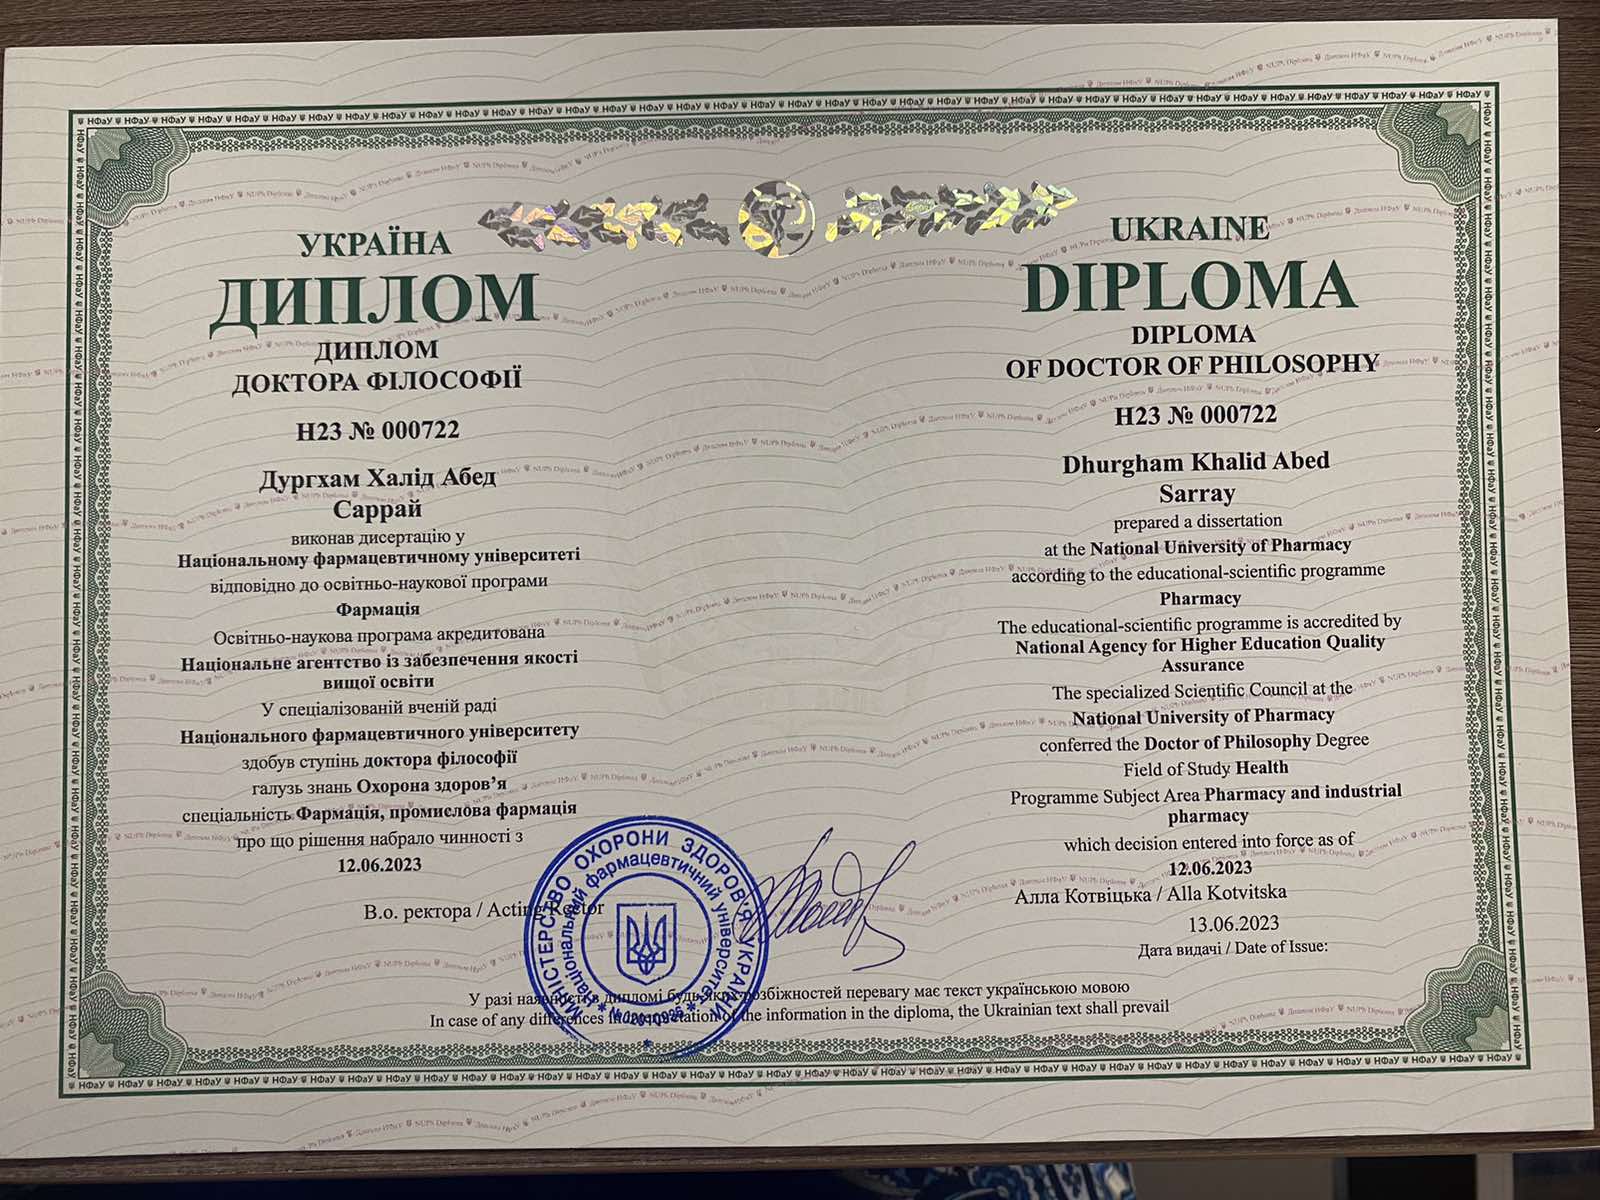 УКРАЇНА
ДИПЛОМ
ДИПЛОМ
ДОКТОРА ФІЛОСОФІЇ
Н23 № 000722
Дургхам Халід Абед
Саррай
виконав дисертацію у
Національному фармацевтичному університеті
відповідно до освітньо-наукової програми
Фармація
Освітньо-наукова програма акредитована
Національне агентство із забезпечення якості
вищої освіти
У спеціалізованій вченій раді
Національного фармацевтичного університету
здобув ступінь доктора філософії
галузь знань Охорона здоров’я
спеціальність Фармація, промислова фармація
про що рішення набрало чинності з
12.06.2023
UKRAINE
DIPLOMA
DIPLOMA
OF DOCTOR OF PHILOSOPHY
H23 № 000722
Dhurgham Khalid Abed
Sarray
prepared a dissertation
at the National University of Pharmacy
according to the educational-scientific programme
Pharmacy
The educational-scientific programme is accredited by
National Agency for Higher Education Quality
Assurance
The specialized Scientific Council at the
National University of Pharmacy
conferred the Doctor of Philosophy Degree
Field of Study Health
Programme Subject Area Pharmacy and industrial
pharmacy
which decision entered into force as of
12.06.2023
В.о. ректора / Acting Rector
Алла Котвіцька / Alla Kotvitska
13.06.2023
Дата видачі / Date of Issue:
МІНІСТЕРСТВО ОХОРОНИ ЗДОРОВ'Я УКРАЇНИ
Національний фармацевтичний університет
У разі наявності в дипломі будь-яких розбіжностей перевагу має текст українською мовою
In case of any differences in interpretation of the information in the diploma, the Ukrainian text shall prevail